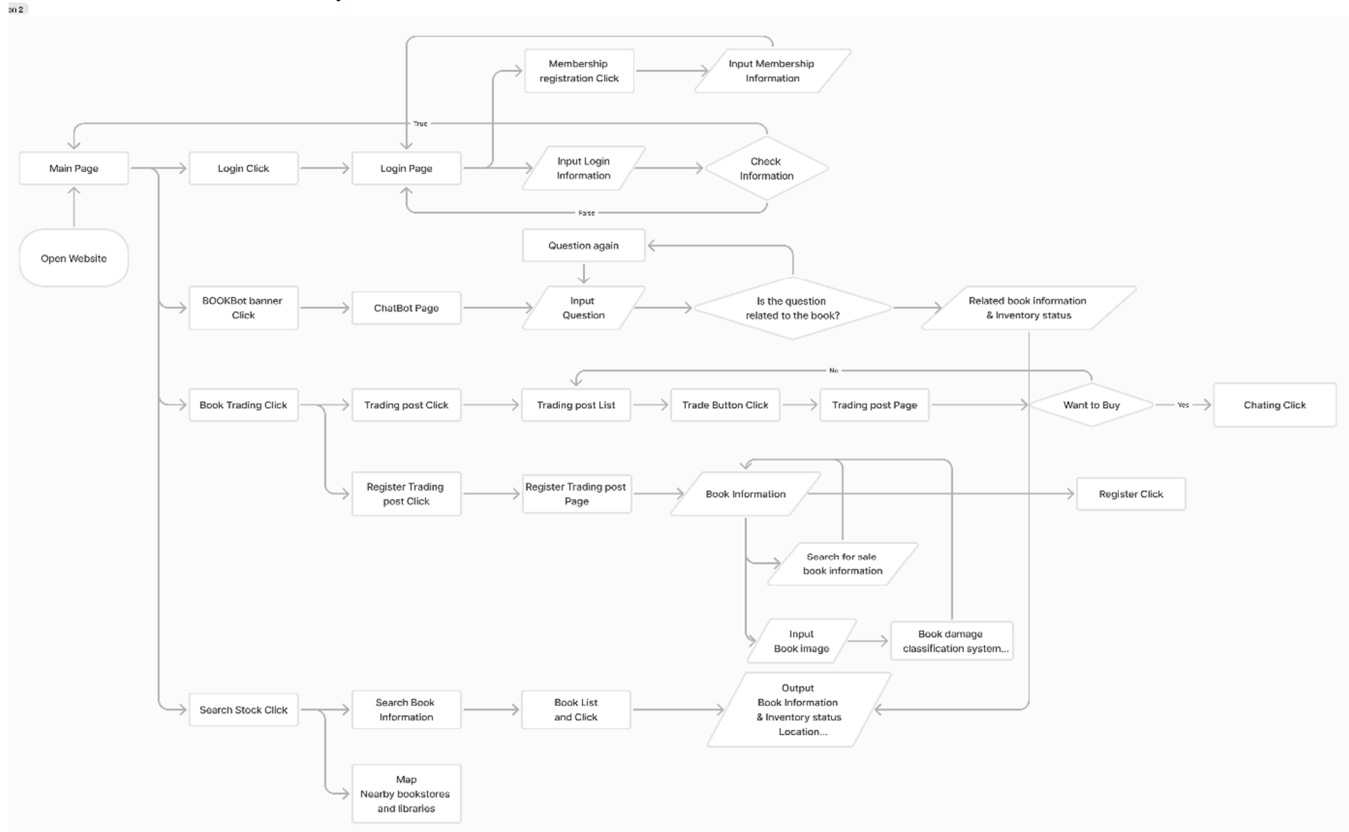 on 2
Membership
registration Click
Input Membership
Information
True
Main Page
Login Click
Login Page
Input Login
Information
Check
Information
False
Open Website
Question again
BOOKBot banner
Click
ChatBot Page
Input
Question
Is the question
related to the book?
Related book information
& Inventory status
No
Book Trading Click
Trading post Click
Trading post List
Trade Button Click
Trading post Page
Want to Buy
Yes
Chating Click
Register Trading
post Click
Register Trading post
Page
Book Information
Register Click
Search for sale
book information
Input
Book image
Book damage
classification system...
Search Stock Click
Search Book
Information
Book List
and Click
Output
Book Information
& Inventory status
Location...
Map
Nearby bookstores
and libraries